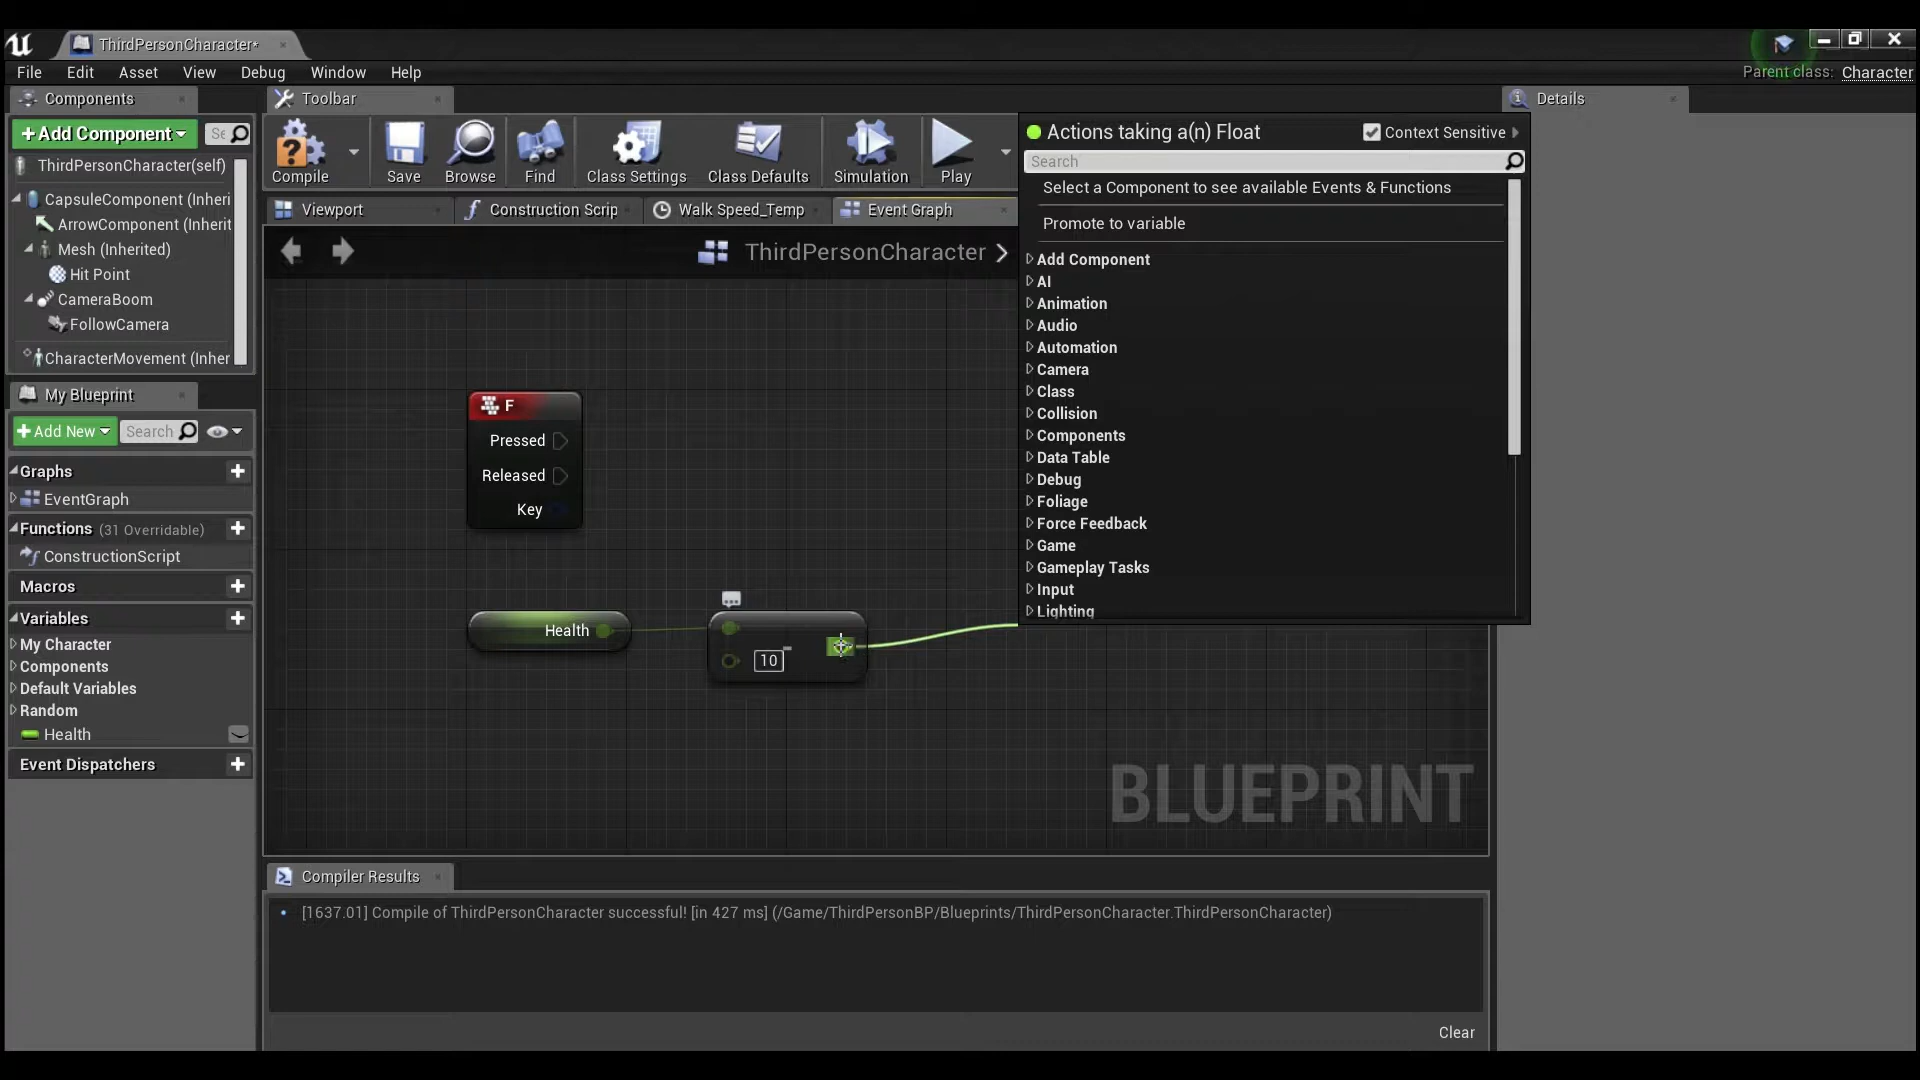 ThirdPersonCharacter*
File Edit Asset View Debug Window Help
Parent class: Character
Components
Toolbar
Details
+Add Component
Se
ThirdPersonCharacter(self)
CapsuleComponent (Inheri
ArrowComponent (Inherit
Mesh (Inherited)
Hit Point
CameraBoom
FollowCamera
CharacterMovement (Inher
My Blueprint
+Add New
Search
Graphs
EventGraph
Functions (31 Overridable)
ConstructionScript
Macros
Variables
My Character
Components
Default Variables
Random
Health
Event Dispatchers
Compile Save Browse Find Class Settings Class Defaults Simulation Play
Viewport
Construction Scrip
Walk Speed_Temp
Event Graph
ThirdPersonCharacter
F
Pressed
Released
Key
Health
10 -
BLUEPRINT
Actions taking a(n) Float
Context Sensitive
Search
Select a Component to see available Events & Functions
Promote to variable
Add Component
AI
Animation
Audio
Automation
Camera
Class
Collision
Components
Data Table
Debug
Foliage
Force Feedback
Game
Gameplay Tasks
Input
Lighting
Compiler Results
[1637.01] Compile of ThirdPersonCharacter successful! [in 427 ms] (/Game/ThirdPersonBP/Blueprints/ThirdPersonCharacter.ThirdPersonCharacter)
Clear